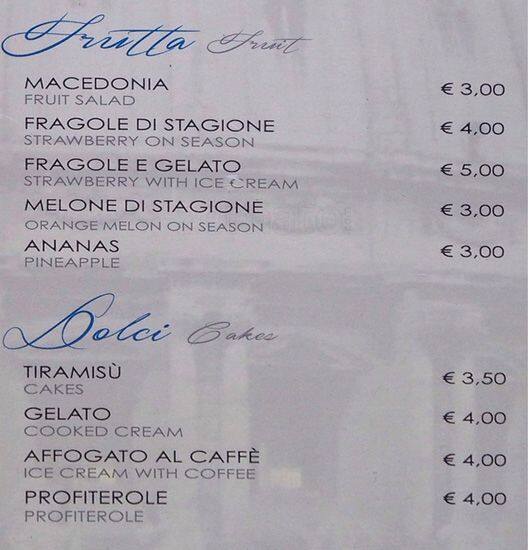 Frutta Fruit
MACEDONIA € 3,00
FRUIT SALAD
FRAGOLE DI STAGIONE € 4,00
STRAWBERRY ON SEASON
FRAGOLE E GELATO € 5,00
STRAWBERRY WITH ICE CREAM
MELONE DI STAGIONE € 3,00
ORANGE MELON ON SEASON
ANANAS € 3,00
PINEAPPLE
Dolci Cakes
TIRAMISÙ € 3,50
CAKES
GELATO € 4,00
COOKED CREAM
AFFOGATO AL CAFFÈ € 4,00
ICE CREAM WITH COFFEE
PROFITEROLE € 4,00
PROFITEROLE